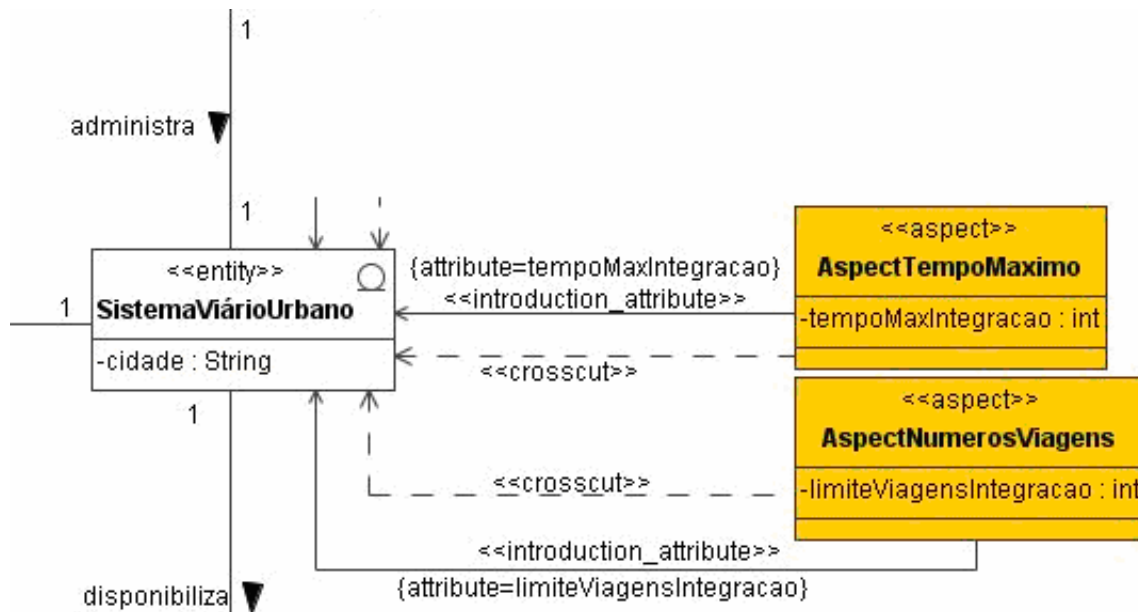 1
administra
1
<<entity>>
SistemaViárioUrbano
-cidade : String
1
1
{attribute=tempoMaxIntegracao}
<<introduction_attribute>>
<<crosscut>>
<<aspect>>
AspectTempoMaximo
-tempoMaxIntegracao : int
<<aspect>>
AspectNumerosViagens
-limiteViagensIntegracao : int
<<crosscut>>
<<introduction_attribute>>
{attribute=limiteViagensIntegracao}
disponibiliza